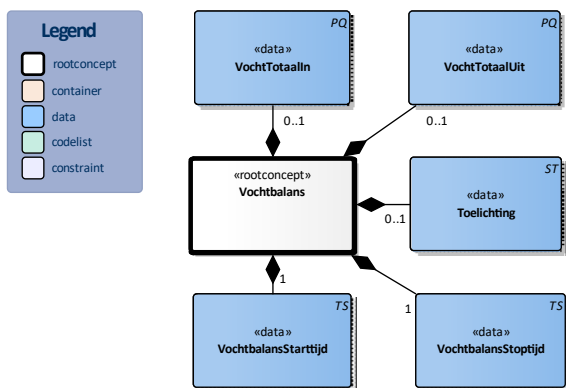 Legend
rootconcept
container
data
codelist
constraint
PQ
«data»
VochtTotaalIn
PQ
«data»
VochtTotaalUit
0..1
0..1
«rootconcept»
Vochtbalans
ST
«data»
Toelichting
0..1
1
1
TS
«data»
VochtbalansStarttijd
TS
«data»
VochtbalansStoptijd